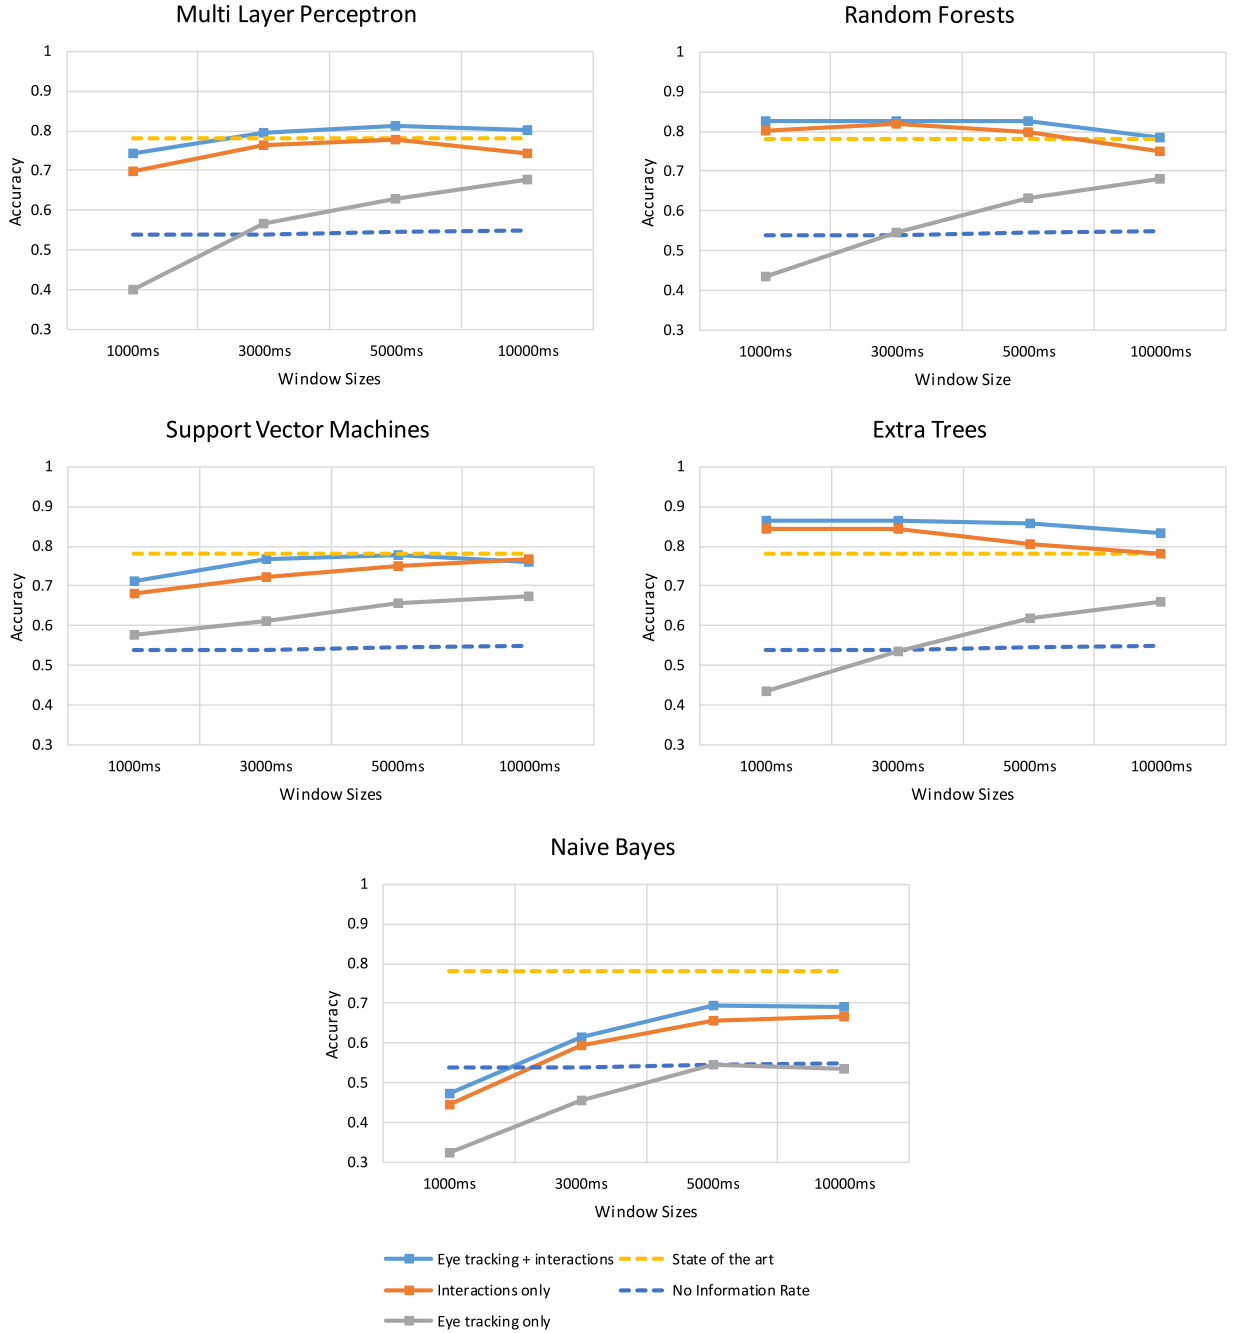 Multi Layer Perceptron
1
0.9
0.8
0.7
0.6
0.5
0.4
0.3
Accuracy
1000ms 3000ms 5000ms 10000ms
Window Sizes
Random Forests
1
0.9
0.8
0.7
0.6
0.5
0.4
0.3
Accuracy
1000ms 3000ms 5000ms 10000ms
Window Size
Support Vector Machines
1
0.9
0.8
0.7
0.6
0.5
0.4
0.3
Accuracy
1000ms 3000ms 5000ms 10000ms
Window Sizes
Extra Trees
1
0.9
0.8
0.7
0.6
0.5
0.4
0.3
Accuracy
1000ms 3000ms 5000ms 10000ms
Window Sizes
Naive Bayes
1
0.9
0.8
0.7
0.6
0.5
0.4
0.3
Accuracy
1000ms 3000ms 5000ms 10000ms
Window Sizes
Eye tracking + interactions State of the art
Interactions only No Information Rate
Eye tracking only